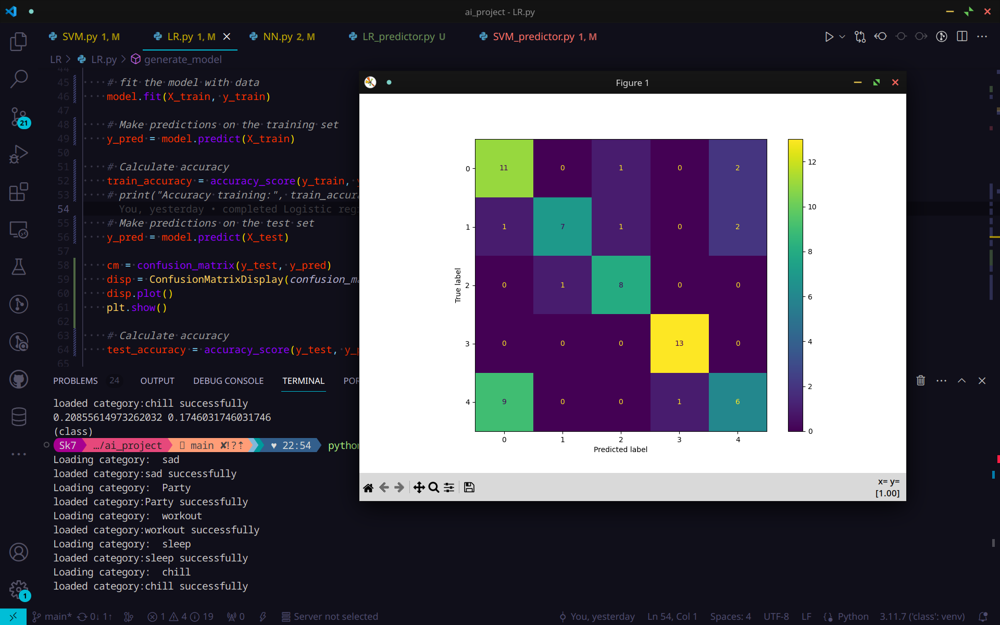 ai_project - LR.py
SVM.py 1, M
LR.py 1, M
NN.py 2, M
LR_predictor.py U
SVM_predictor.py 1, M
LR > LR.py > generate_model
44
45 # fit the model with data
46 model.fit(X_train, y_train)
47
48 # Make predictions on the training set
49 y_pred = model.predict(X_train)
50
51 # Calculate accuracy
52 train_accuracy = accuracy_score(y_train,
53 # print("Accuracy training:", train_accur
54 You, yesterday • completed Logistic reg
55 # Make predictions on the test set
56 y_pred = model.predict(X_test)
57
58 cm = confusion_matrix(y_test, y_pred)
59 disp = ConfusionMatrixDisplay(confusion_m
60 disp.plot()
61 plt.show()
62
63 # Calculate accuracy
64 test_accuracy = accuracy_score(y_test, y_p
65
21
1
Figure 1
11 0 1 0 2
1 7 1 0 2
0 1 8 0 0
0 0 0 13 0
9 0 0 1 6
True label
0
1
2
3
4
0 1 2 3 4
Predicted label
12
10
8
6
4
2
0
x= y=
[1.00]
PROBLEMS 24 OUTPUT DEBUG CONSOLE TERMINAL POR
loaded category:chill successfully
0.20855614973262032 0.1746031746031746
(class)
Sk7 …/ai_project main ✘!?⇡ ♥ 22:54 python
Loading category:  sad
loaded category:sad successfully
Loading category:  Party
loaded category:Party successfully
Loading category:  workout
loaded category:workout successfully
Loading category:  sleep
loaded category:sleep successfully
Loading category:  chill
loaded category:chill successfully
main* 0↓ 1↑ 1 4 19 0 Server not selected You, yesterday Ln 54, Col 1 Spaces: 4 UTF-8 LF Python 3.11.7 ('class': venv)